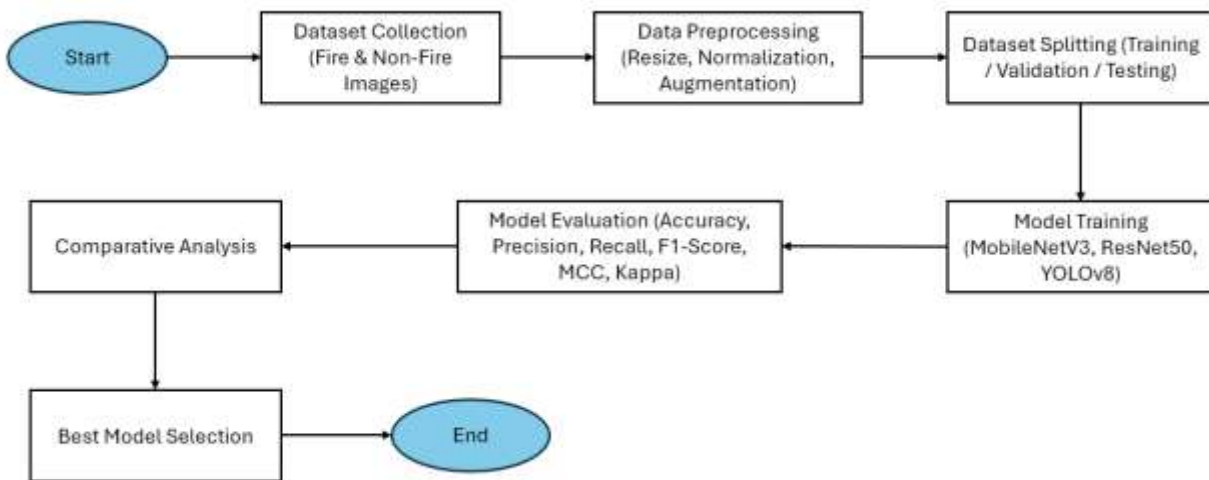 Start
Dataset Collection
(Fire & Non-Fire
Images)
Data Preprocessing
(Resize, Normalization,
Augmentation)
Dataset Splitting (Training
/ Validation / Testing)
Model Training
(MobileNetV3, ResNet50,
YOLOv8)
Model Evaluation (Accuracy,
Precision, Recall, F1-Score,
MCC, Kappa)
Comparative Analysis
Best Model Selection
End